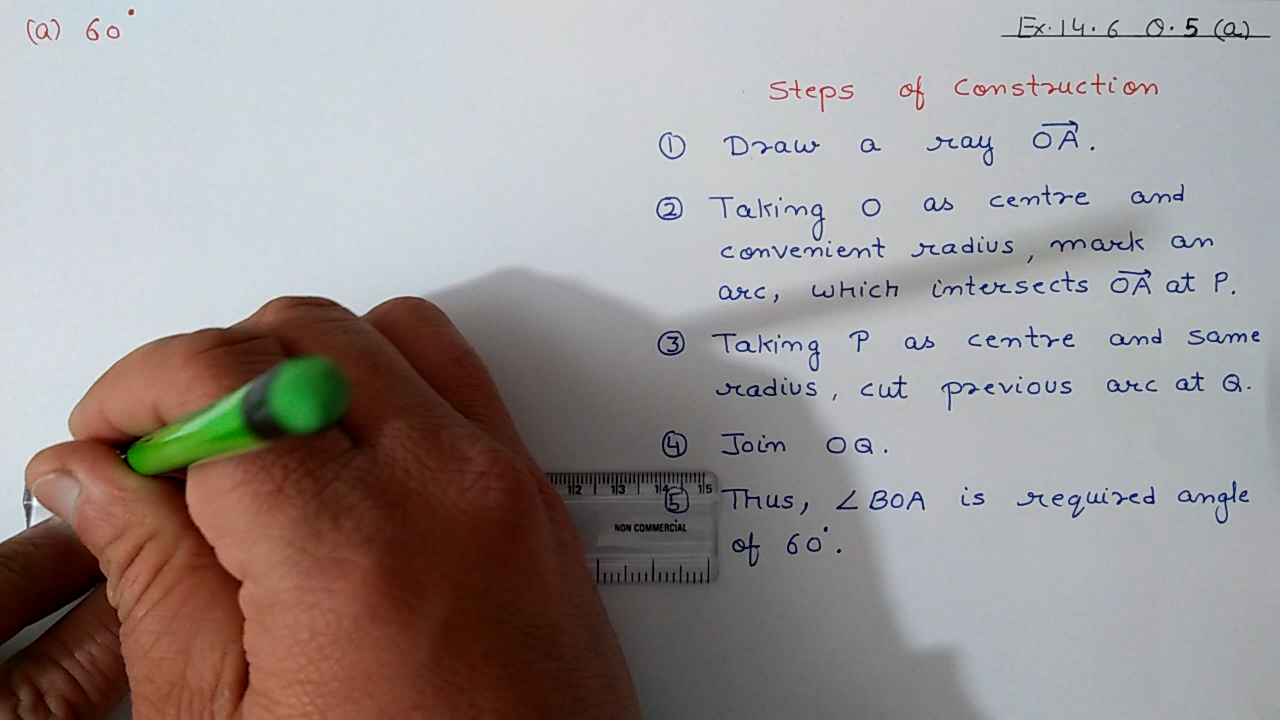 (a) 60°
Ex. 14.6 Q.5 (a)
Steps of Construction
① Draw a ray O͞A⃗.
② Taking O as centre and
convenient radius, mark an
arc, which intersects OA⃗ at P.
③ Taking P as centre and same
radius, cut previous arc at Q.
④ Join OQ.
⑤ Thus, ∠BOA is required angle
of 60°.
12 13 14 15
NON COMMERCIAL